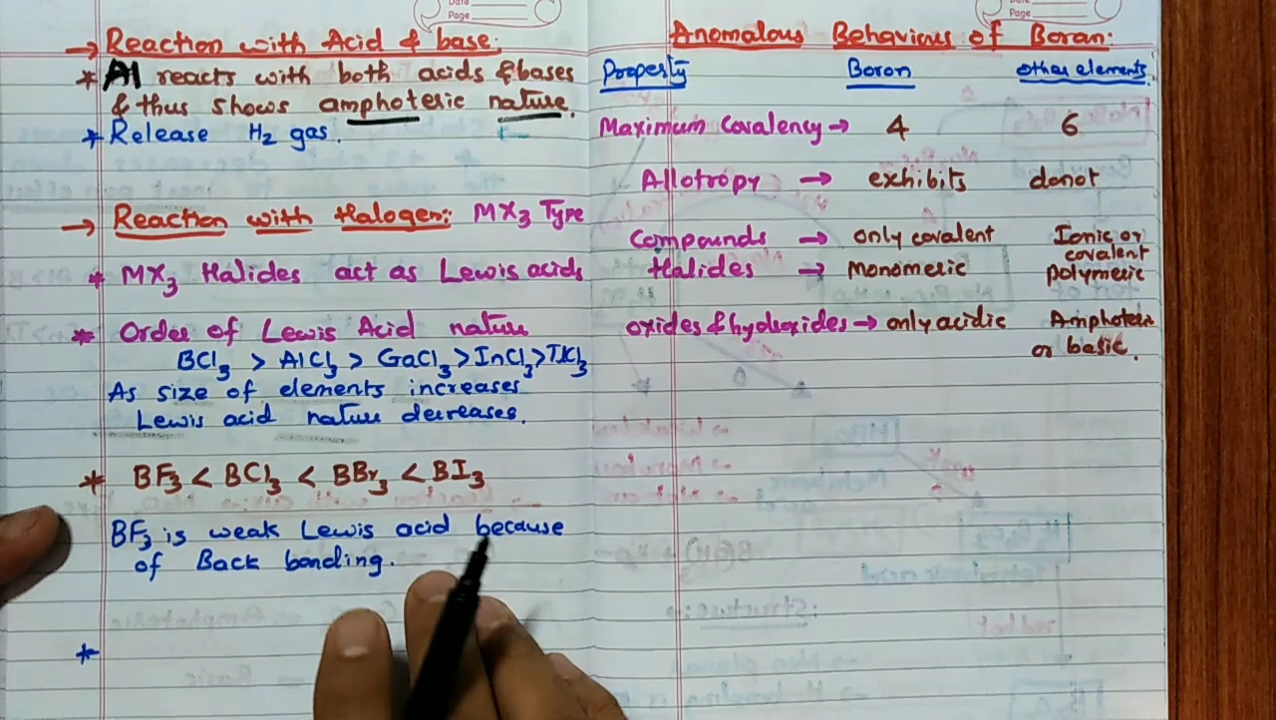 Date
Page
→ Reaction with Acid & base:
* Al reacts with both acids & bases
& thus shows amphoteric nature.
* Release H₂ gas.
→ Reaction with Halogen: MX₃ Type
* MX₃ Halides act as Lewis acids
* Order of Lewis Acid nature
BCl₃ > AlCl₃ > GaCl₃ > InCl₃ > TlCl₃
As size of elements increases
Lewis acid nature decreases.
* BF₃ < BCl₃ < BBr₃ < BI₃
BF₃ is weak Lewis acid because
of Back bonding.
*
Page
Anomalous Behaviour of Boran:
Property Boron other elements
Maximum Covalency → 4 6
Allotropy → exhibits donot
Compounds → only covalent Ionic or
covalent
Halides → Monomeric polymeric
oxides & hydroxides → only acidic Amphoteric
or basic.